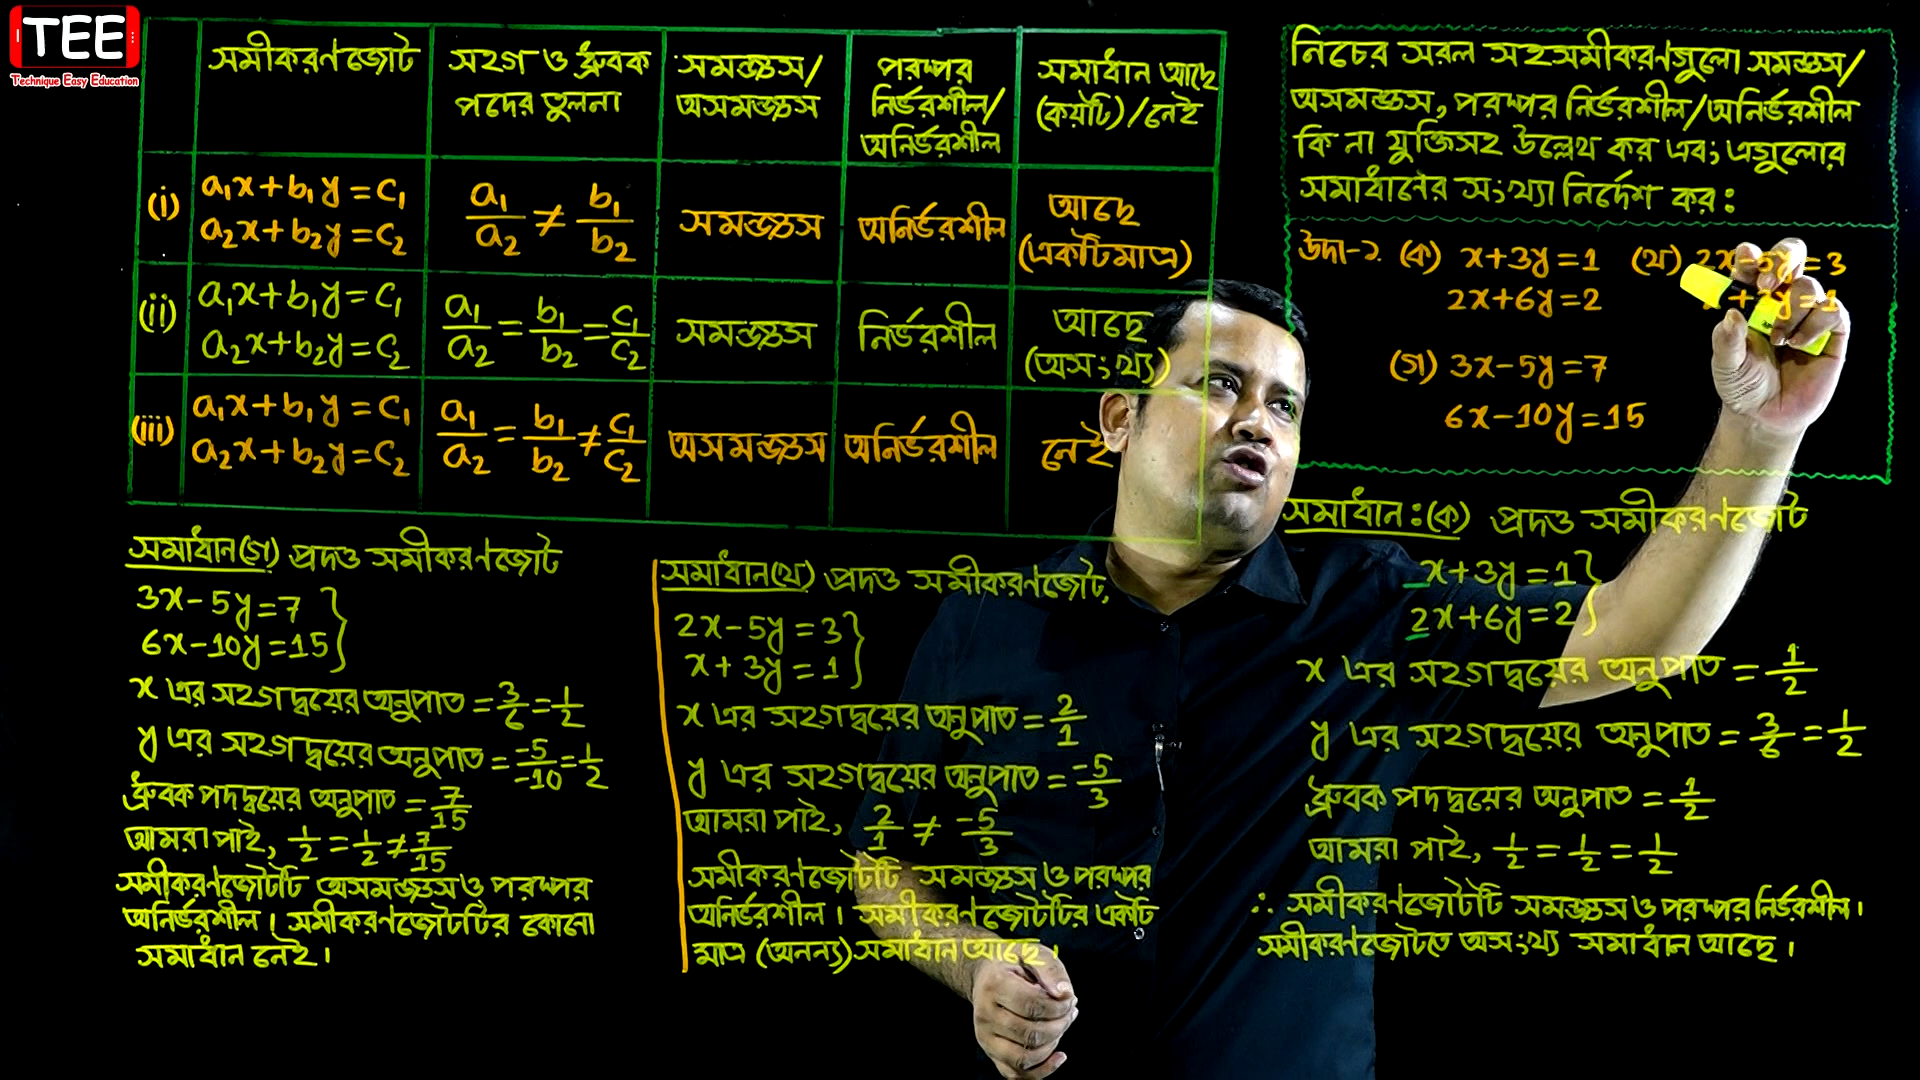 TEE
Technique Easy Education
সমীকরণজোট
সহগ ও ধ্রুবক
পদের তুলনা
সমঞ্জস/
অসমঞ্জস
পরস্পর
নির্ভরশীল/
অনির্ভরশীল
সমাধান আছে
(কয়টি)/নেই
(i)
a₁x+b₁y=c₁
a₂x+b₂y=c₂
a₁/a₂ ≠ b₁/b₂
সমঞ্জস
অনির্ভরশীল
আছে
(একটিমাত্র)
(ii)
a₁x+b₁y=c₁
a₂x+b₂y=c₂
a₁/a₂ = b₁/b₂ = c₁/c₂
সমঞ্জস
নির্ভরশীল
আছে
(অসংখ্য)
(iii)
a₁x+b₁y=c₁
a₂x+b₂y=c₂
a₁/a₂ = b₁/b₂ ≠ c₁/c₂
অসমঞ্জস
অনির্ভরশীল
নেই
নিচের সরল সহসমীকরণগুলো সমঞ্জস/
অসমঞ্জস, পরস্পর নির্ভরশীল/অনির্ভরশীল
কি না যুক্তিসহ উল্লেখ কর এবং এগুলোর
সমাধানের সংখ্যা নির্দেশ কর:
উদা-১. (ক) x+3y=1 (খ) 2x-5y=3
2x+6y=2 x+3y=1
(গ) 3x-5y=7
6x-10y=15
সমাধান:(ক) প্রদত্ত সমীকরণজোট
x+3y=1
2x+6y=2
x এর সহগদ্বয়ের অনুপাত = 1/2
y এর সহগদ্বয়ের অনুপাত = 3/6 = 1/2
ধ্রুবক পদদ্বয়ের অনুপাত = 1/2
আমরা পাই, 1/2 = 1/2 = 1/2
∴ সমীকরণজোটটি সমঞ্জস ও পরস্পর নির্ভরশীল।
সমীকরণজোটটিতে অসংখ্য সমাধান আছে।
সমাধান(খ) প্রদত্ত সমীকরণজোট,
2x-5y=3
x+3y=1
x এর সহগদ্বয়ের অনুপাত = 2/1
y এর সহগদ্বয়ের অনুপাত = -5/3
আমরা পাই, 2/1 ≠ -5/3
সমীকরণজোটটি সমঞ্জস ও পরস্পর
অনির্ভরশীল। সমীকরণজোটটির একটি
মাত্র (অনন্য) সমাধান আছে।
সমাধান(গ) প্রদত্ত সমীকরণজোট
3x-5y=7
6x-10y=15
x এর সহগদ্বয়ের অনুপাত = 3/6 = 1/2
y এর সহগদ্বয়ের অনুপাত = -5/-10 = 1/2
ধ্রুবক পদদ্বয়ের অনুপাত = 7/15
আমরা পাই, 1/2 = 1/2 ≠ 7/15
সমীকরণজোটটি অসমঞ্জস ও পরস্পর
অনির্ভরশীল। সমীকরণজোটটির কোনো
সমাধান নেই।